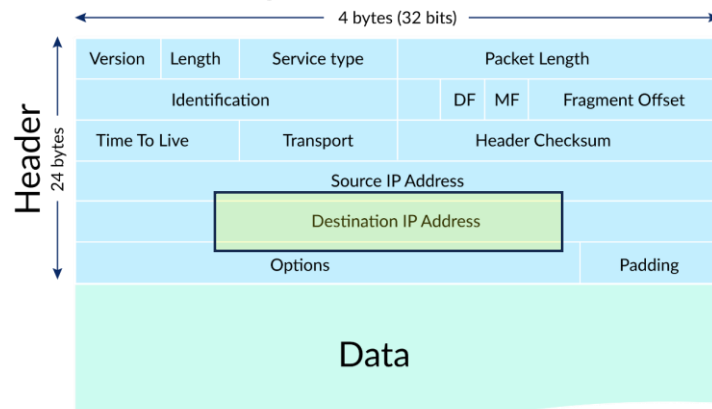 4 bytes (32 bits)
Version Length Service type Packet Length
Identification DF MF Fragment Offset
Header
24 bytes
Time To Live Transport Header Checksum
Source IP Address
Destination IP Address
Options Padding
Data